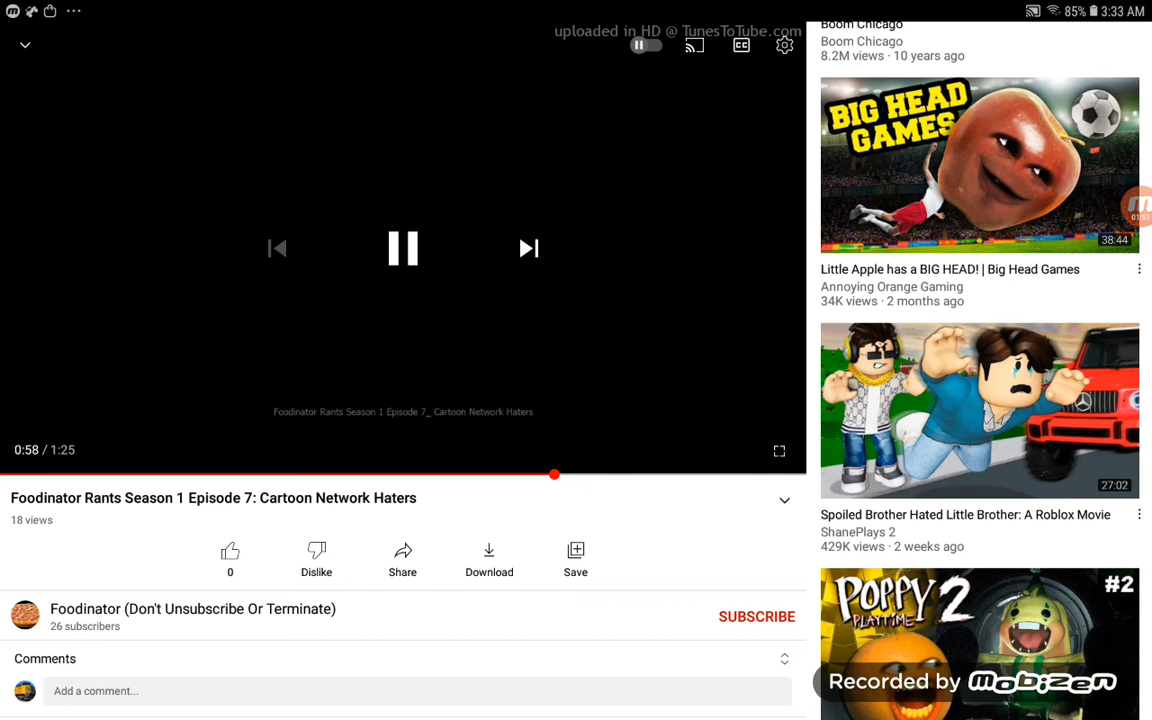 85% 3:33 AM
uploaded in HD @ TunesToTube.com
CC
Foodinator Rants Season 1 Episode 7_ Cartoon Network Haters
0:58 / 1:25
Foodinator Rants Season 1 Episode 7: Cartoon Network Haters
18 views
0
Dislike
Share
Download
Save
Foodinator (Don't Unsubscribe Or Terminate)
26 subscribers
SUBSCRIBE
Comments
Add a comment...
Boom Chicago
Boom Chicago
8.2M views · 10 years ago
BIG HEAD
GAMES
38:44
01:51
Little Apple has a BIG HEAD! | Big Head Games
Annoying Orange Gaming
34K views · 2 months ago
27:02
Spoiled Brother Hated Little Brother: A Roblox Movie
ShanePlays 2
429K views · 2 weeks ago
POPPY
PLAYTIME 2
#2
Recorded by mobizen